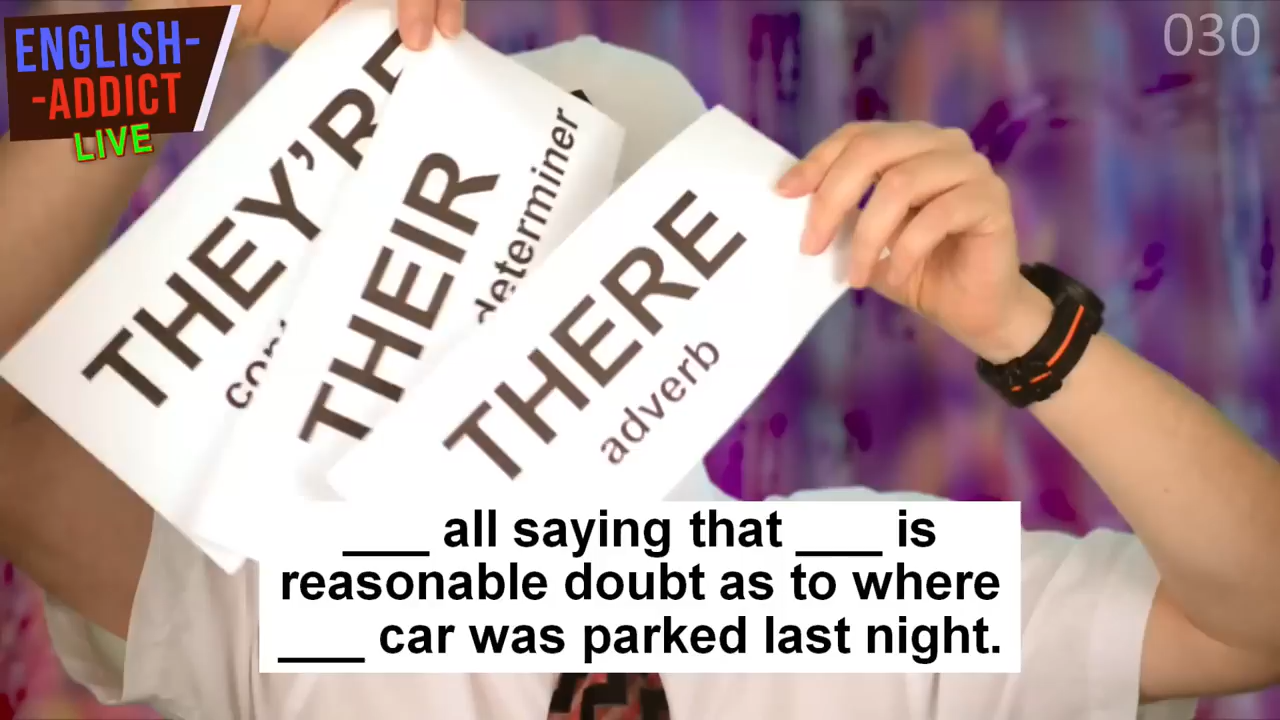 ENGLISH-
-ADDICT
LIVE
030
THEY'RE
THEIR
determiner
THERE
adverb
___ all saying that ___ is
reasonable doubt as to where
___ car was parked last night.